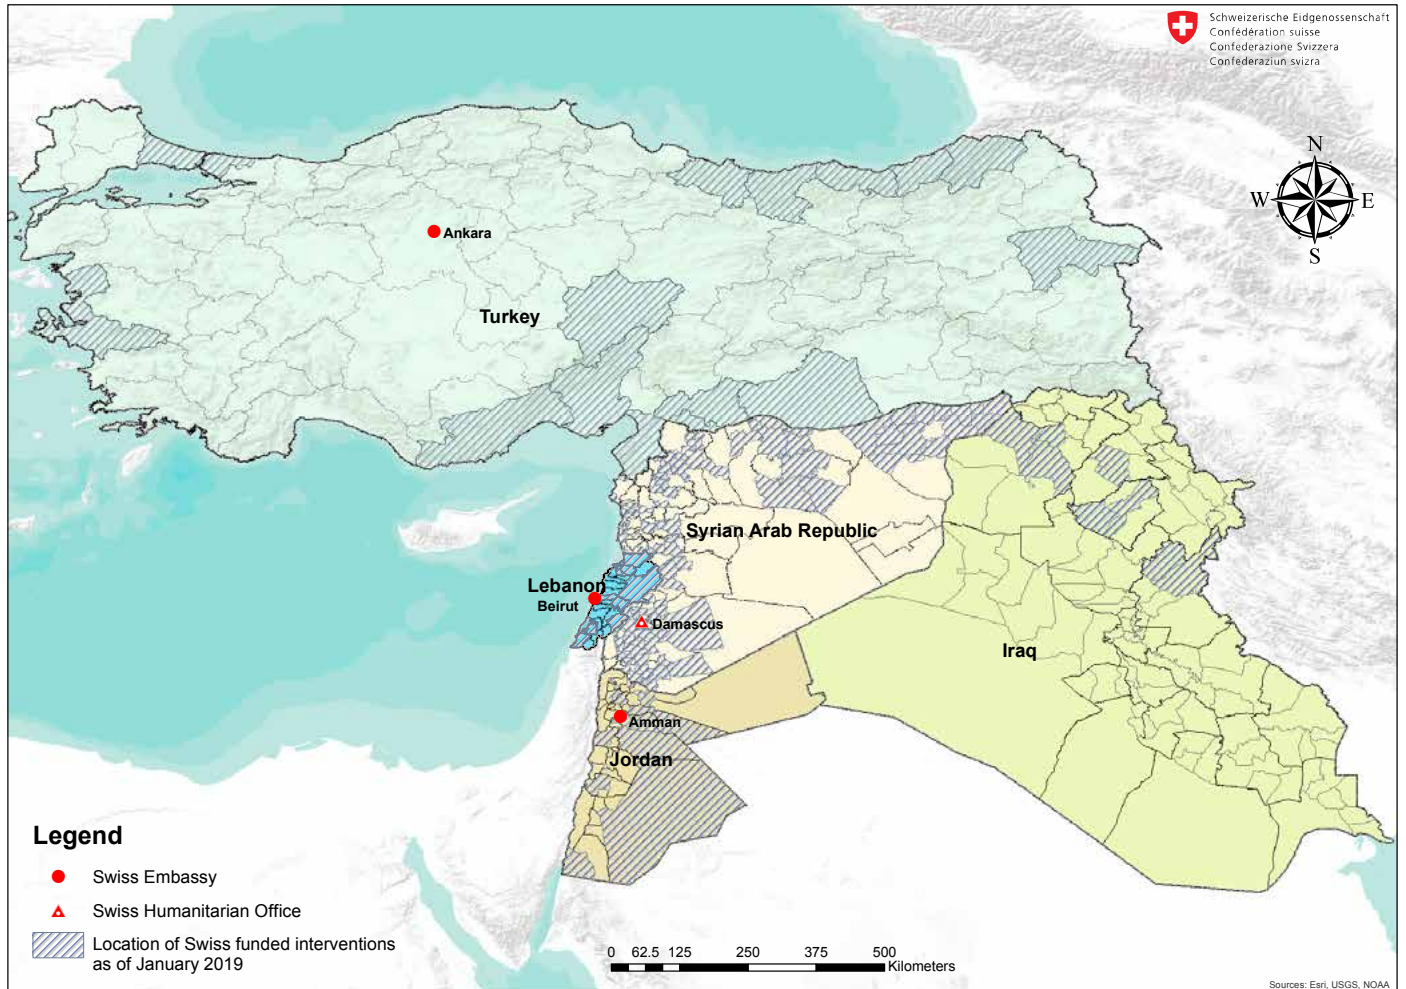 Schweizerische Eidgenossenschaft
Confédération suisse
Confederazione Svizzera
Confederaziun svizra
N
W
E
S
Ankara
Turkey
Syrian Arab Republic
Lebanon
Beirut
Damascus
Iraq
Amman
Jordan
Legend
Swiss Embassy
Swiss Humanitarian Office
Location of Swiss funded interventions
as of January 2019
0 62.5 125 250 375 500
Kilometers
Sources: Esri, USGS, NOAA